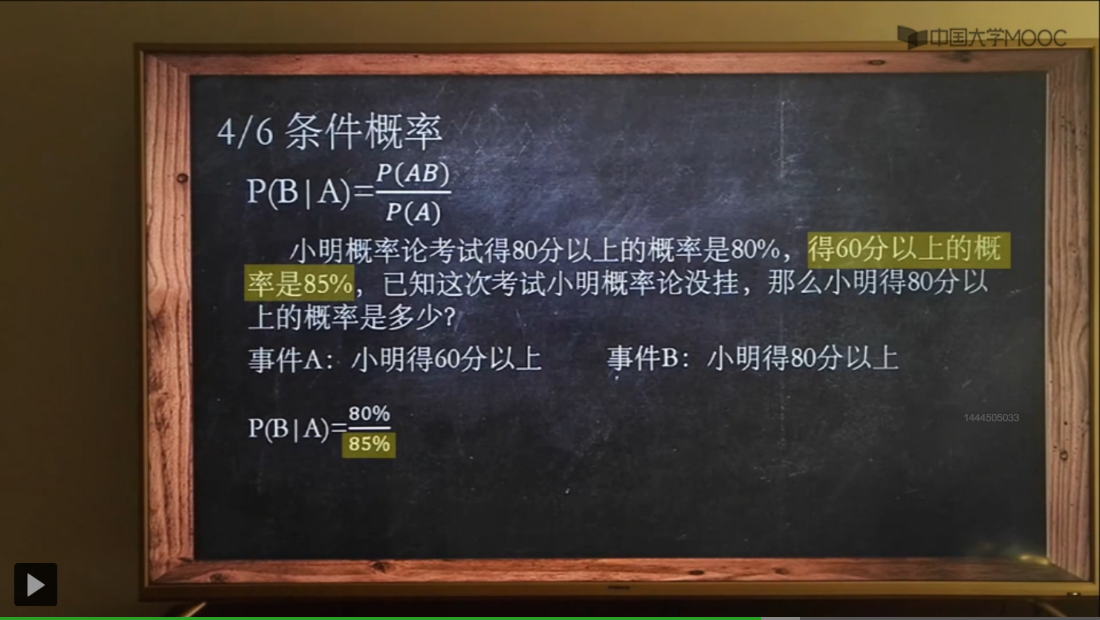 中国大学MOOC
4/6 条件概率
P(B|A)=P(AB)/P(A)
小明概率论考试得80分以上的概率是80%，得60分以上的概
率是85%，已知这次考试小明概率论没挂，那么小明得80分以
上的概率是多少？
事件A：小明得60分以上 事件B：小明得80分以上
1444505033
P(B|A)=80%/85%